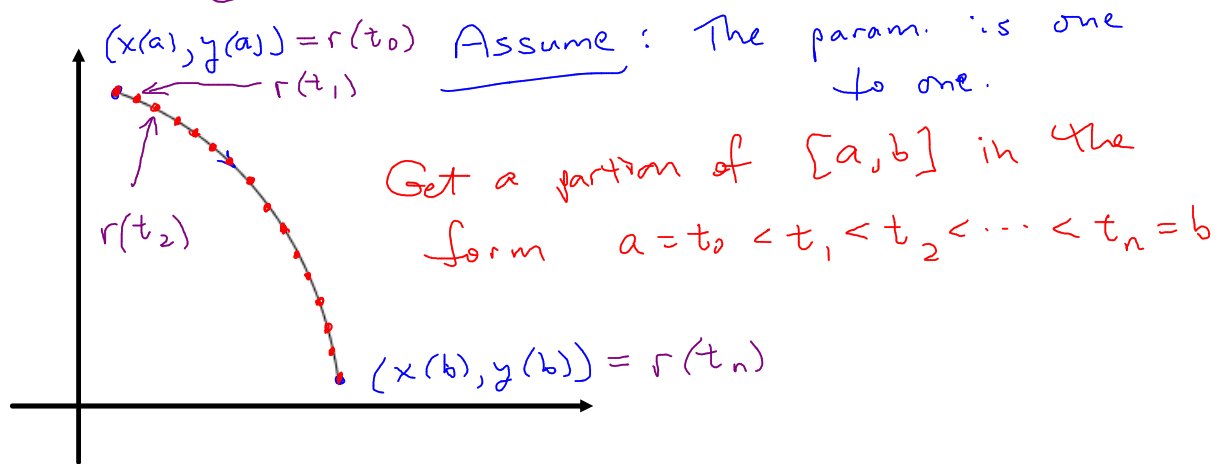 (x(a), y(a)) = r(t₀) Assume : The param. is one
to one.
r(t₁)
Get a partion of [a,b] in the
form a = t₀ < t₁ < t₂ < ... < tₙ = b
r(t₂)
(x(b), y(b)) = r(tₙ)